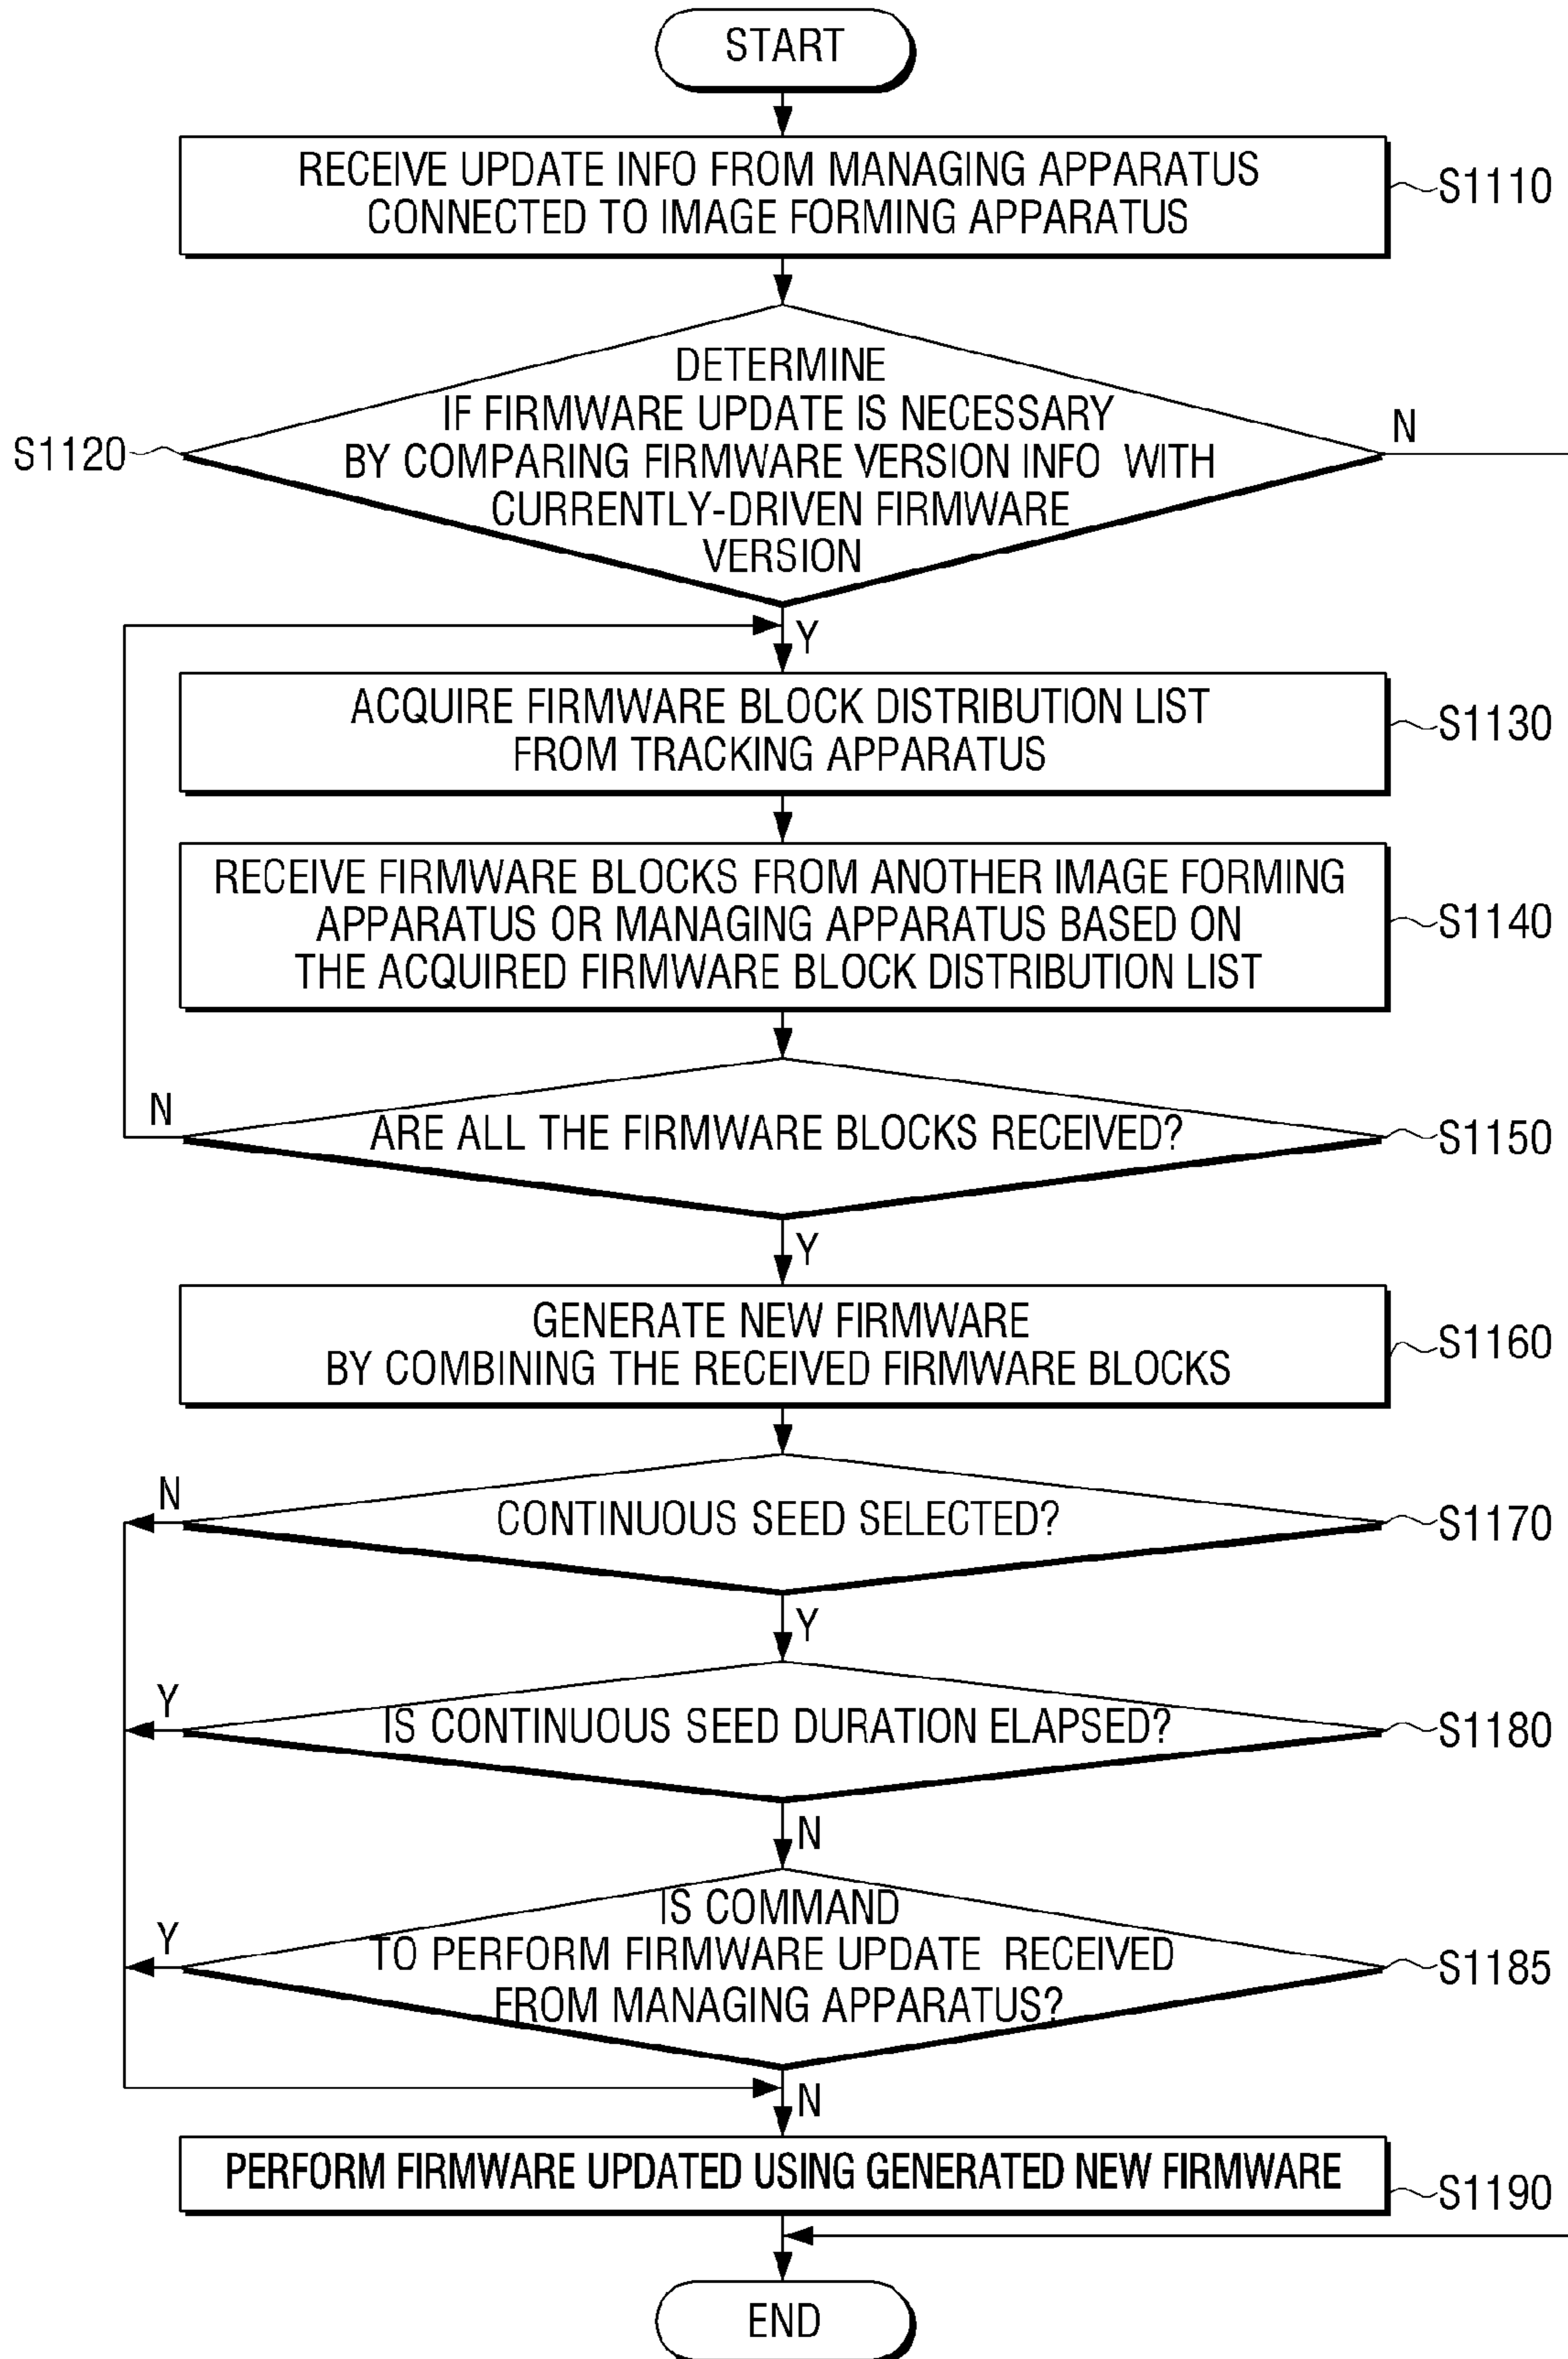 START
RECEIVE UPDATE INFO FROM MANAGING APPARATUS
CONNECTED TO IMAGE FORMING APPARATUS
S1110
DETERMINE
IF FIRMWARE UPDATE IS NECESSARY
BY COMPARING FIRMWARE VERSION INFO WITH
CURRENTLY-DRIVEN FIRMWARE
VERSION
S1120
N
Y
ACQUIRE FIRMWARE BLOCK DISTRIBUTION LIST
FROM TRACKING APPARATUS
S1130
RECEIVE FIRMWARE BLOCKS FROM ANOTHER IMAGE FORMING
APPARATUS OR MANAGING APPARATUS BASED ON
THE ACQUIRED FIRMWARE BLOCK DISTRIBUTION LIST
S1140
N
ARE ALL THE FIRMWARE BLOCKS RECEIVED?
S1150
Y
GENERATE NEW FIRMWARE
BY COMBINING THE RECEIVED FIRMWARE BLOCKS
S1160
N
CONTINUOUS SEED SELECTED?
S1170
Y
Y
IS CONTINUOUS SEED DURATION ELAPSED?
S1180
N
Y
IS COMMAND
TO PERFORM FIRMWARE UPDATE RECEIVED
FROM MANAGING APPARATUS?
S1185
N
PERFORM FIRMWARE UPDATED USING GENERATED NEW FIRMWARE
S1190
END